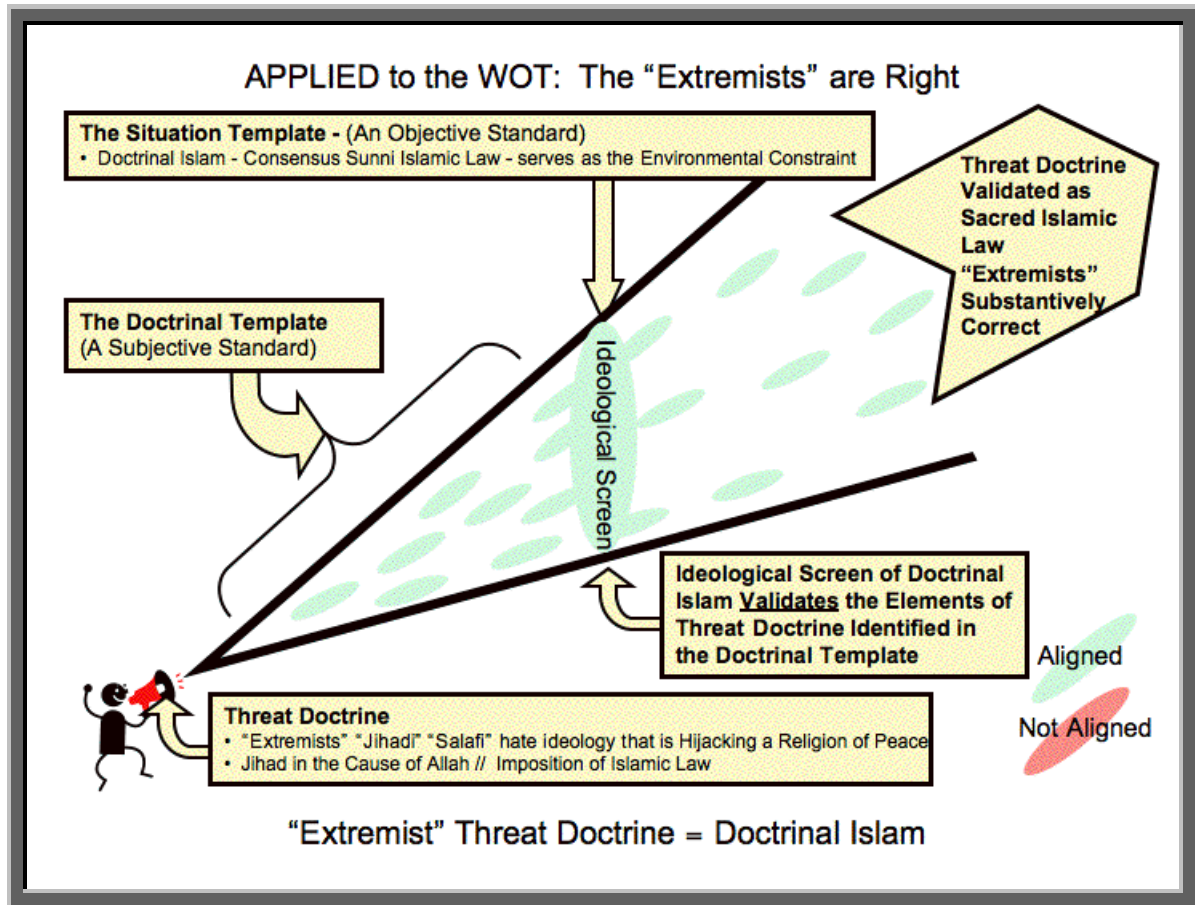 APPLIED to the WOT:  The “Extremists” are Right
The Situation Template - (An Objective Standard)
• Doctrinal Islam - Consensus Sunni Islamic Law - serves as the Environmental Constraint
Threat Doctrine
Validated as
Sacred Islamic
Law
“Extremists”
Substantively
Correct
The Doctrinal Template
(A Subjective Standard)
Ideological Screen
Ideological Screen of Doctrinal
Islam Validates the Elements of
Threat Doctrine Identified in
the Doctrinal Template
Aligned
Not Aligned
Threat Doctrine
• “Extremists” “Jihadi” “Salafi” hate ideology that is Hijacking a Religion of Peace
• Jihad in the Cause of Allah //  Imposition of Islamic Law
“Extremist” Threat Doctrine = Doctrinal Islam